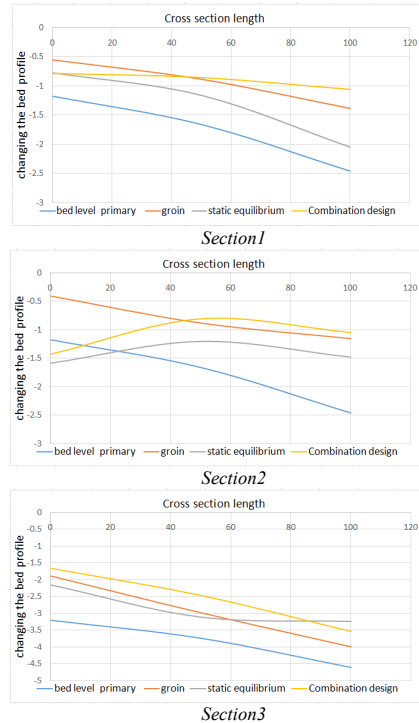 Cross section length
0 20 40 60 80 100 120
0
-0.5
-1
-1.5
-2
-2.5
-3
changing the bed profile
bed level primary groin static equilibrium Combination design
Section1
Cross section length
0 20 40 60 80 100 120
0
-0.5
-1
-1.5
-2
-2.5
-3
changing the bed profile
bed level primary groin static equilibrium Combination design
Section2
Cross section length
0 20 40 60 80 100 120
0
-0.5
-1
-1.5
-2
-2.5
-3
-3.5
-4
-4.5
-5
changing the bed profile
bed level primary groin static equilibrium Combination design
Section3